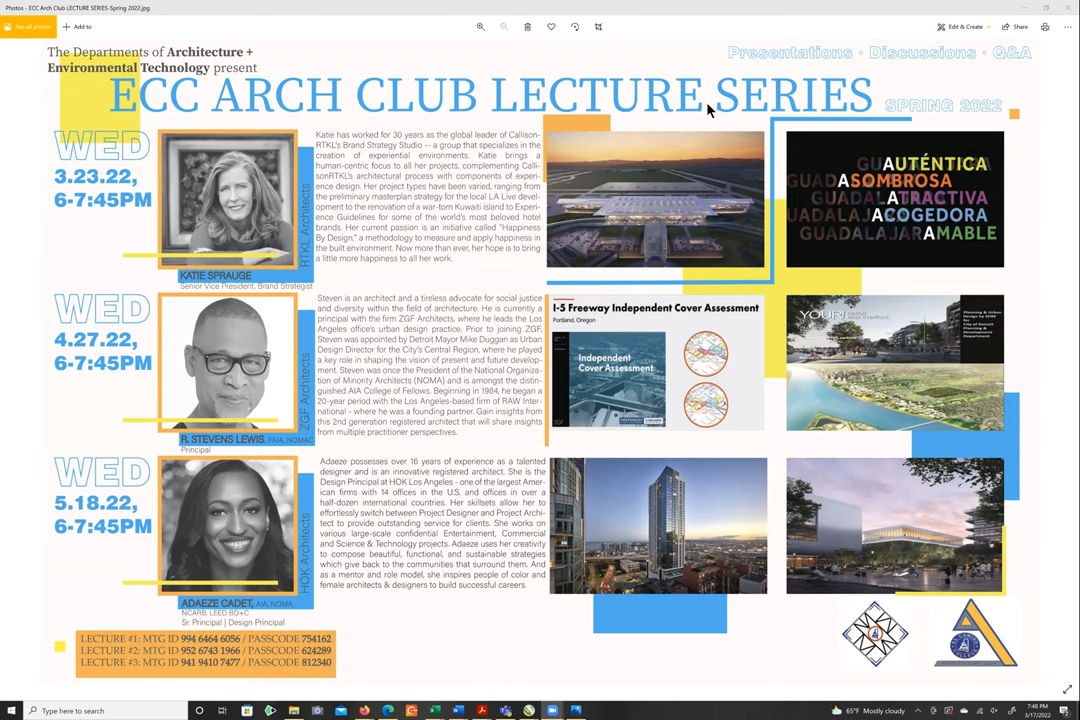 Photos - ECC Arch Club LECTURE SERIES-Spring 2022.jpg
See all photos
Add to
Edit & Create
Share
The Departments of Architecture +
Environmental Technology present
Presentations · Discussions · Q&A
ECC ARCH CLUB LECTURE SERIES
SPRING 2022
WED
3.23.22,
6-7:45PM
RTKL Architects
KATIE SPRAUGE
Senior Vice President, Brand Strategist
Katie has worked for 30 years as the global leader of Callison-
RTKL's Brand Strategy Studio -- a group that specializes in the
creation of experiential environments. Katie brings a
human-centric focus to all her projects, complementing Calli-
sonRTKL's architectural process with components of experi-
ence design. Her project types have been varied, ranging from
the preliminary masterplan strategy for the local LA Live devel-
opment to the renovation of a war-torn Kuwaiti island to Experi-
ence Guidelines for some of the world's most beloved hotel
brands. Her current passion is an initiative called "Happiness
By Design," a methodology to measure and apply happiness in
the built environment. Now more than ever, her hope is to bring
a little more happiness to all her work.
GUAUTÉNTICA
GUADASOMBROSA
GUADALATRACTIVA
GUADALAJACOGEDORA
GUADALAJARAMABLE
WED
4.27.22,
6-7:45PM
ZGF Architects
R. STEVENS LEWIS, FAIA, NOMAC
Principal
Steven is an architect and a tireless advocate for social justice
and diversity within the field of architecture. He is currently a
principal with the firm ZGF Architects, where he leads the Los
Angeles office's urban design practice. Prior to joining ZGF,
Steven was appointed by Detroit Mayor Mike Duggan as Urban
Design Director for the City's Central Region, where he played
a key role in shaping the vision of present and future develop-
ment. Steven was once the President of the National Organiza-
tion of Minority Architects (NOMA) and is amongst the distin-
guished AIA College of Fellows. Beginning in 1984, he began a
20-year period with the Los Angeles-based firm of RAW Inter-
national - where he was a founding partner. Gain insights from
this 2nd generation registered architect that will share insights
from multiple practitioner perspectives.
I-5 Freeway Independent Cover Assessment
Portland, Oregon
Independent
Cover Assessment
YOUR
Planning & Urban
Design by SOM
for
City of Detroit
Planning &
Development
Department
WED
5.18.22,
6-7:45PM
HOK Architects
ADAEZE CADET, AIA, NOMA,
NCARB, LEED BD+C
Sr. Principal | Design Principal
Adaeze possesses over 16 years of experience as a talented
designer and is an innovative registered architect. She is the
Design Principal at HOK Los Angeles - one of the largest Amer-
ican firms with 14 offices in the U.S. and offices in over a
half-dozen international countries. Her skillsets allow her to
effortlessly switch between Project Designer and Project Archi-
tect to provide outstanding service for clients. She works on
various large-scale confidential Entertainment, Commercial
and Science & Technology projects. Adaeze uses her creativity
to compose beautiful, functional, and sustainable strategies
which give back to the communities that surround them. And
as a mentor and role model, she inspires people of color and
female architects & designers to build successful careers.
LECTURE #1: MTG ID 994 6464 6056 / PASSCODE 754162
LECTURE #2: MTG ID 952 6743 1966 / PASSCODE 624289
LECTURE #3: MTG ID 941 9410 7477 / PASSCODE 812340
Type here to search
65°F Mostly cloudy
7:48 PM
3/17/2022